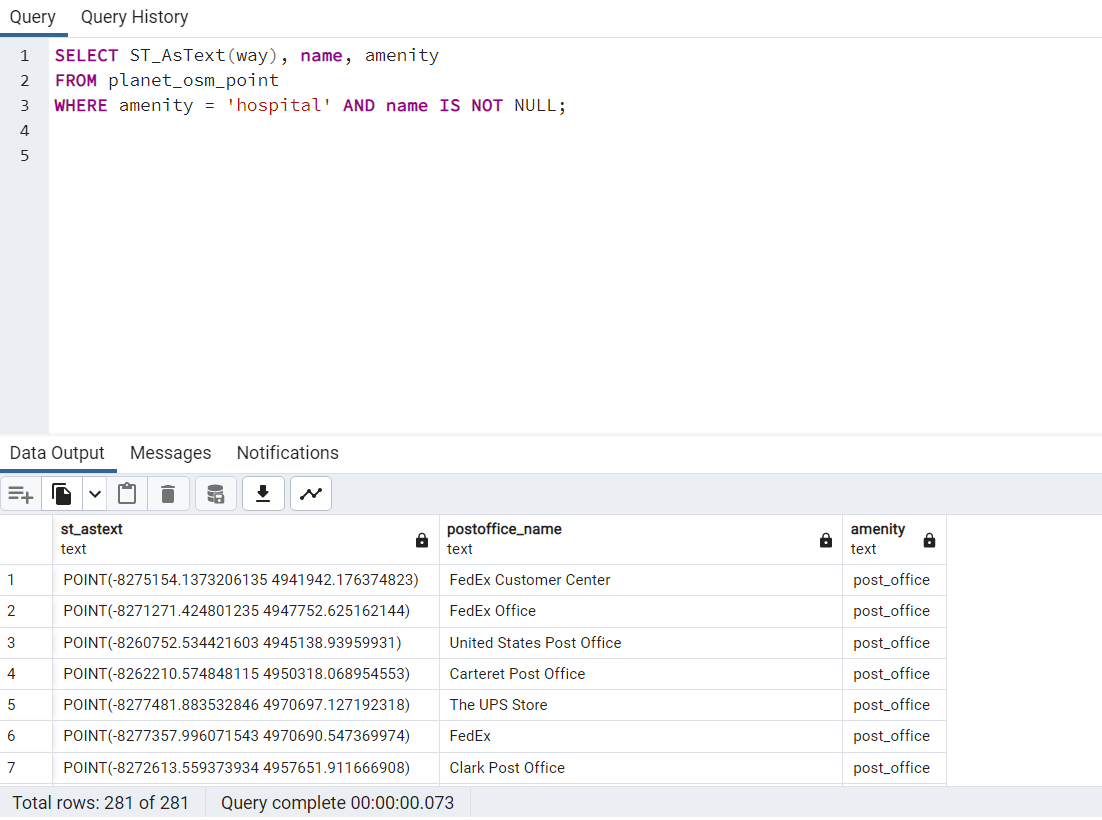 Query Query History
1 SELECT ST_AsText(way), name, amenity
2 FROM planet_osm_point
3 WHERE amenity = 'hospital' AND name IS NOT NULL;
4
5
Data Output Messages Notifications
st_astext postoffice_name amenity
text text text
1 POINT(-8275154.1373206135 4941942.176374823) FedEx Customer Center post_office
2 POINT(-8271271.424801235 4947752.625162144) FedEx Office post_office
3 POINT(-8260752.534421603 4945138.93959931) United States Post Office post_office
4 POINT(-8262210.574848115 4950318.068954553) Carteret Post Office post_office
5 POINT(-8277481.883532846 4970697.127192318) The UPS Store post_office
6 POINT(-8277357.996071543 4970690.547369974) FedEx post_office
7 POINT(-8272613.559373934 4957651.911666908) Clark Post Office post_office
Total rows: 281 of 281 Query complete 00:00:00.073